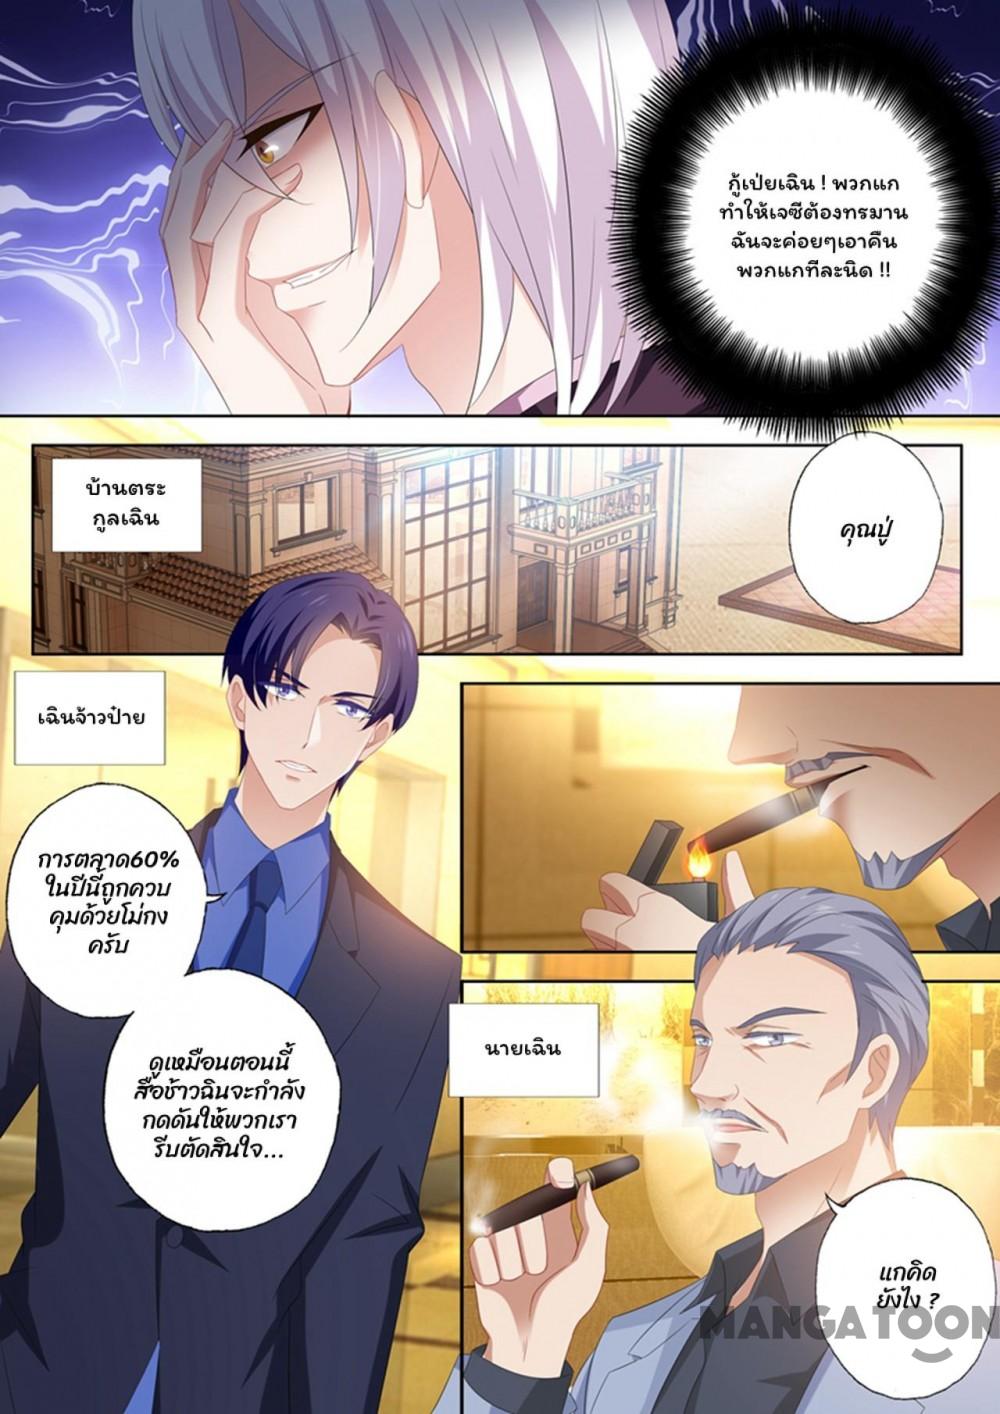 กู้เป่ยเฉิน ! พวกแก
ทำให้เจซีต้องทรมาน
ฉันจะค่อยๆเอาคืน
พวกแกทีละนิด !!
บ้านตระ
กูลเฉิน
คุณปู่
เฉินจ้าวป๋าย
การตลาด60%
ในปีนี้ถูกควบ
คุมด้วยโม่กง
ครับ
ดูเหมือนตอนนี้
สือช้าวฉินจะกำลัง
กดดันให้พวกเรา
รีบตัดสินใจ...
นายเฉิน
แกคิด
ยังไง ?
MANGATOON